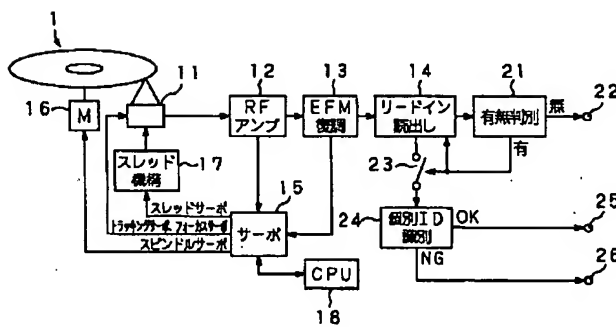 1
11
12
RF
アンプ
13
EFM
復調
14
リードイン
読出し
21
有無判別
無
22
有
16
M
17
スレッド
機構
23
15
サーボ
スレッドサーボ
トラッキングサーボ フォーカスサーボ
スピンドルサーボ
24
個別ID
識別
OK
25
NG
26
CPU
18